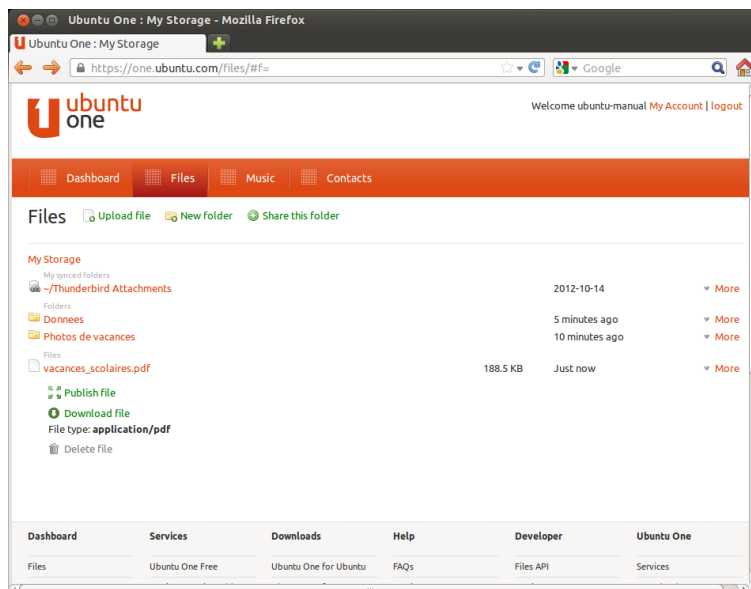 Ubuntu One : My Storage - Mozilla Firefox
Ubuntu One : My Storage
https://one.ubuntu.com/files/#f=
Google
ubuntu
one
Welcome ubuntu-manual My Account | logout
Dashboard Files Music Contacts
Files Upload file New folder Share this folder
My Storage
My synced folders
~/Thunderbird Attachments 2012-10-14 More
Folders
Donnees 5 minutes ago More
Photos de vacances 10 minutes ago More
Files
vacances_scolaires.pdf 188.5 KB Just now More
Publish file
Download file
File type: application/pdf
Delete file
Dashboard Services Downloads Help Developer Ubuntu One
Files Ubuntu One Free Ubuntu One for Ubuntu FAQs Files API Services